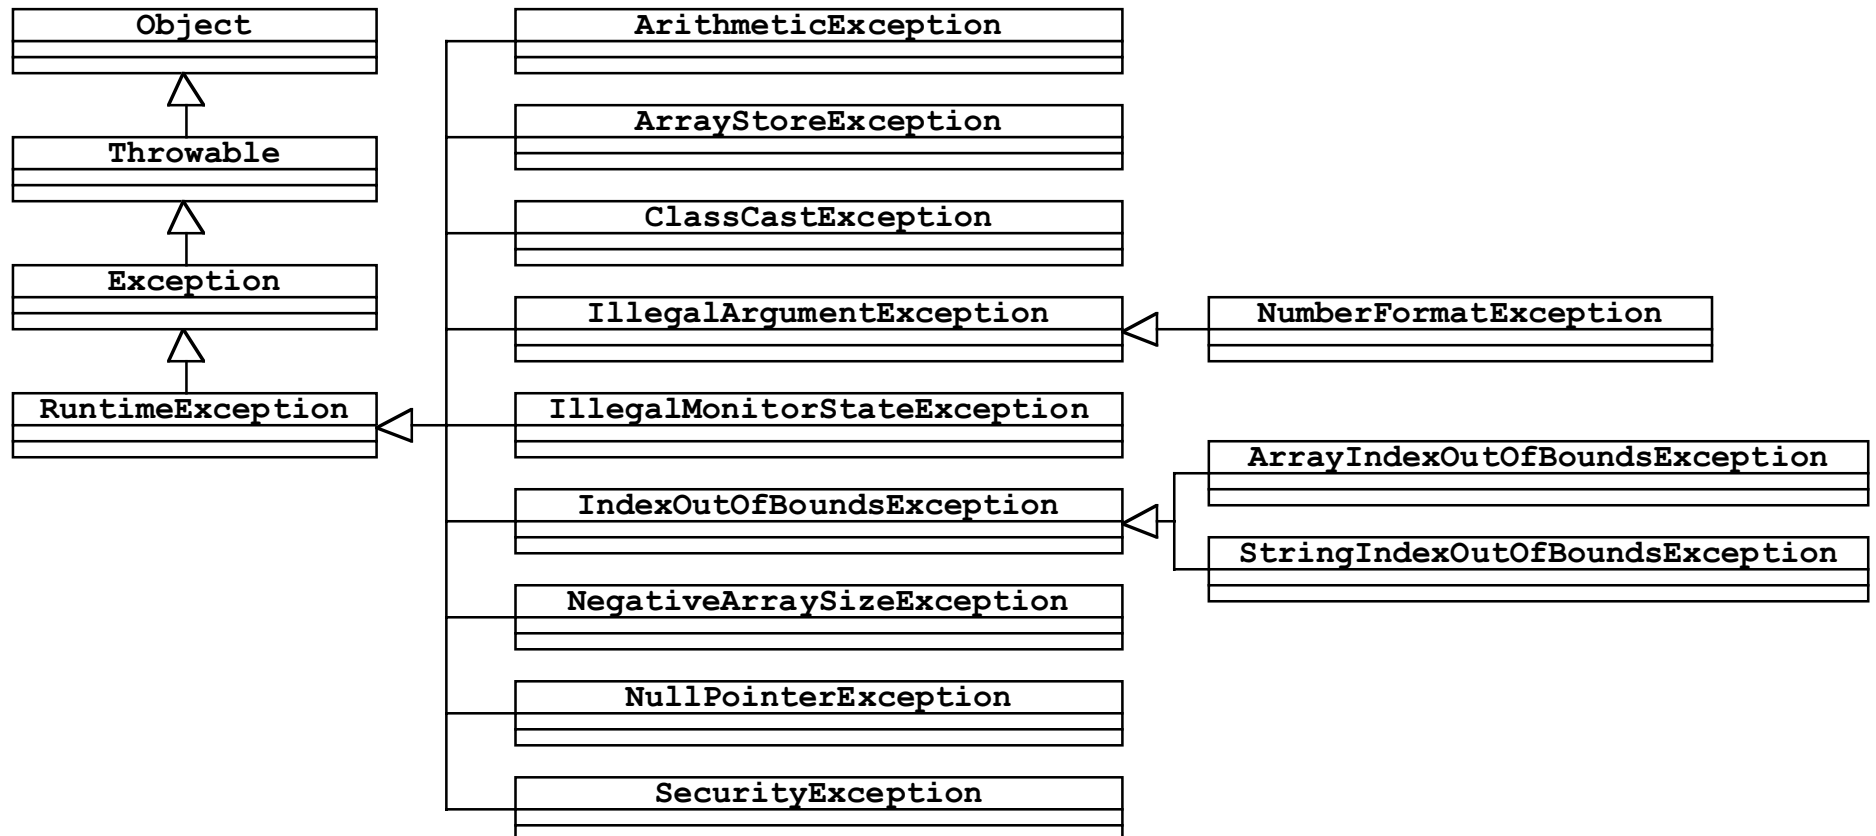 Object
Throwable
Exception
RuntimeException
ArithmeticException
ArrayStoreException
ClassCastException
IllegalArgumentException
IllegalMonitorStateException
IndexOutOfBoundsException
NegativeArraySizeException
NullPointerException
SecurityException
NumberFormatException
ArrayIndexOutOfBoundsException
StringIndexOutOfBoundsException